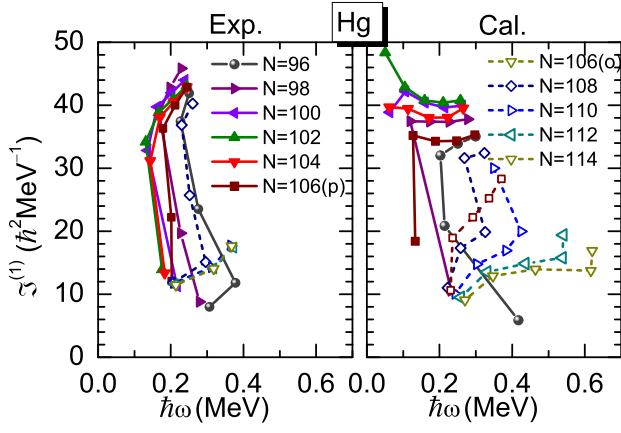 Exp.
Hg
Cal.
50
40
30
20
10
0
ℑ⁽¹⁾ (ℏ²MeV⁻¹)
N=96
N=98
N=100
N=102
N=104
N=106(p)
N=106(o)
N=108
N=110
N=112
N=114
0.0 0.2 0.4 0.6 0.0 0.2 0.4 0.6
ℏω(MeV) ℏω(MeV)